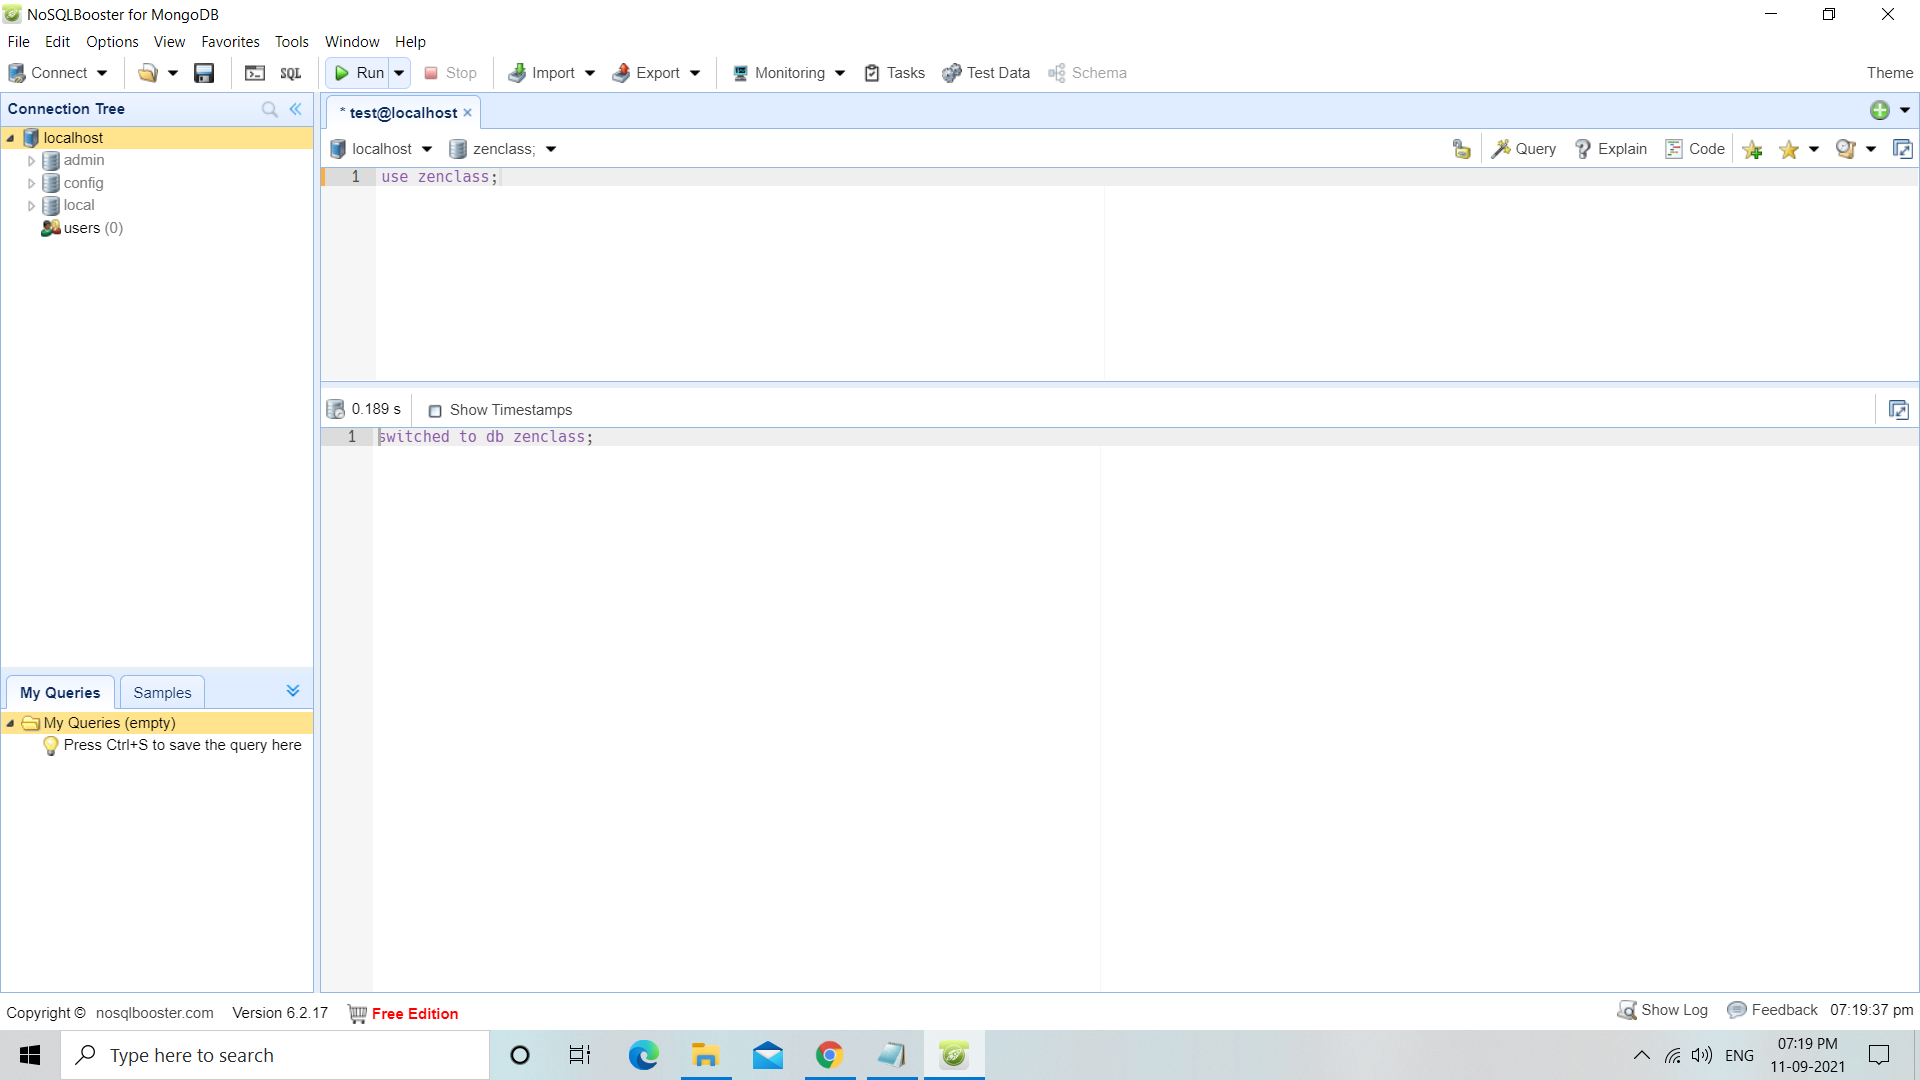 NoSQLBooster for MongoDB
File Edit Options View Favorites Tools Window Help
Connect SQL Run Stop Import Export Monitoring Tasks Test Data Schema Theme
Connection Tree
localhost
admin
config
local
users (0)
* test@localhost ×
localhost zenclass; Query Explain Code
1 use zenclass;
0.189 s Show Timestamps
1 switched to db zenclass;
My Queries Samples
My Queries (empty)
Press Ctrl+S to save the query here
Copyright © nosqlbooster.com Version 6.2.17 Free Edition Show Log Feedback 07:19:37 pm
Type here to search ENG 07:19 PM
11-09-2021